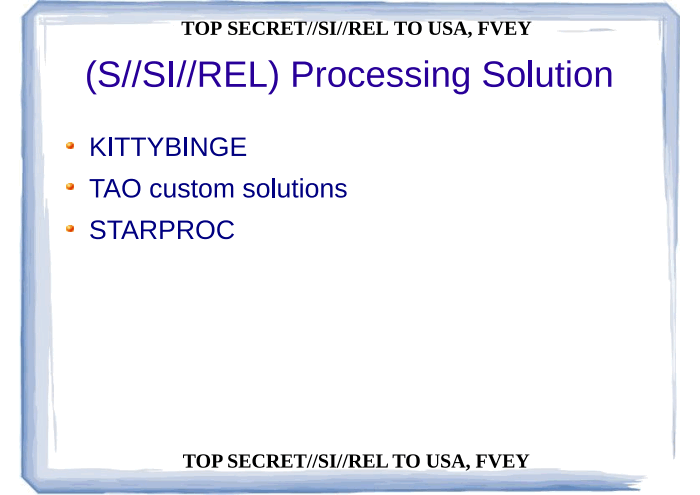 TOP SECRET//SI//REL TO USA, FVEY
(S//SI//REL) Processing Solution
KITTYBINGE
TAO custom solutions
STARPROC
TOP SECRET//SI//REL TO USA, FVEY